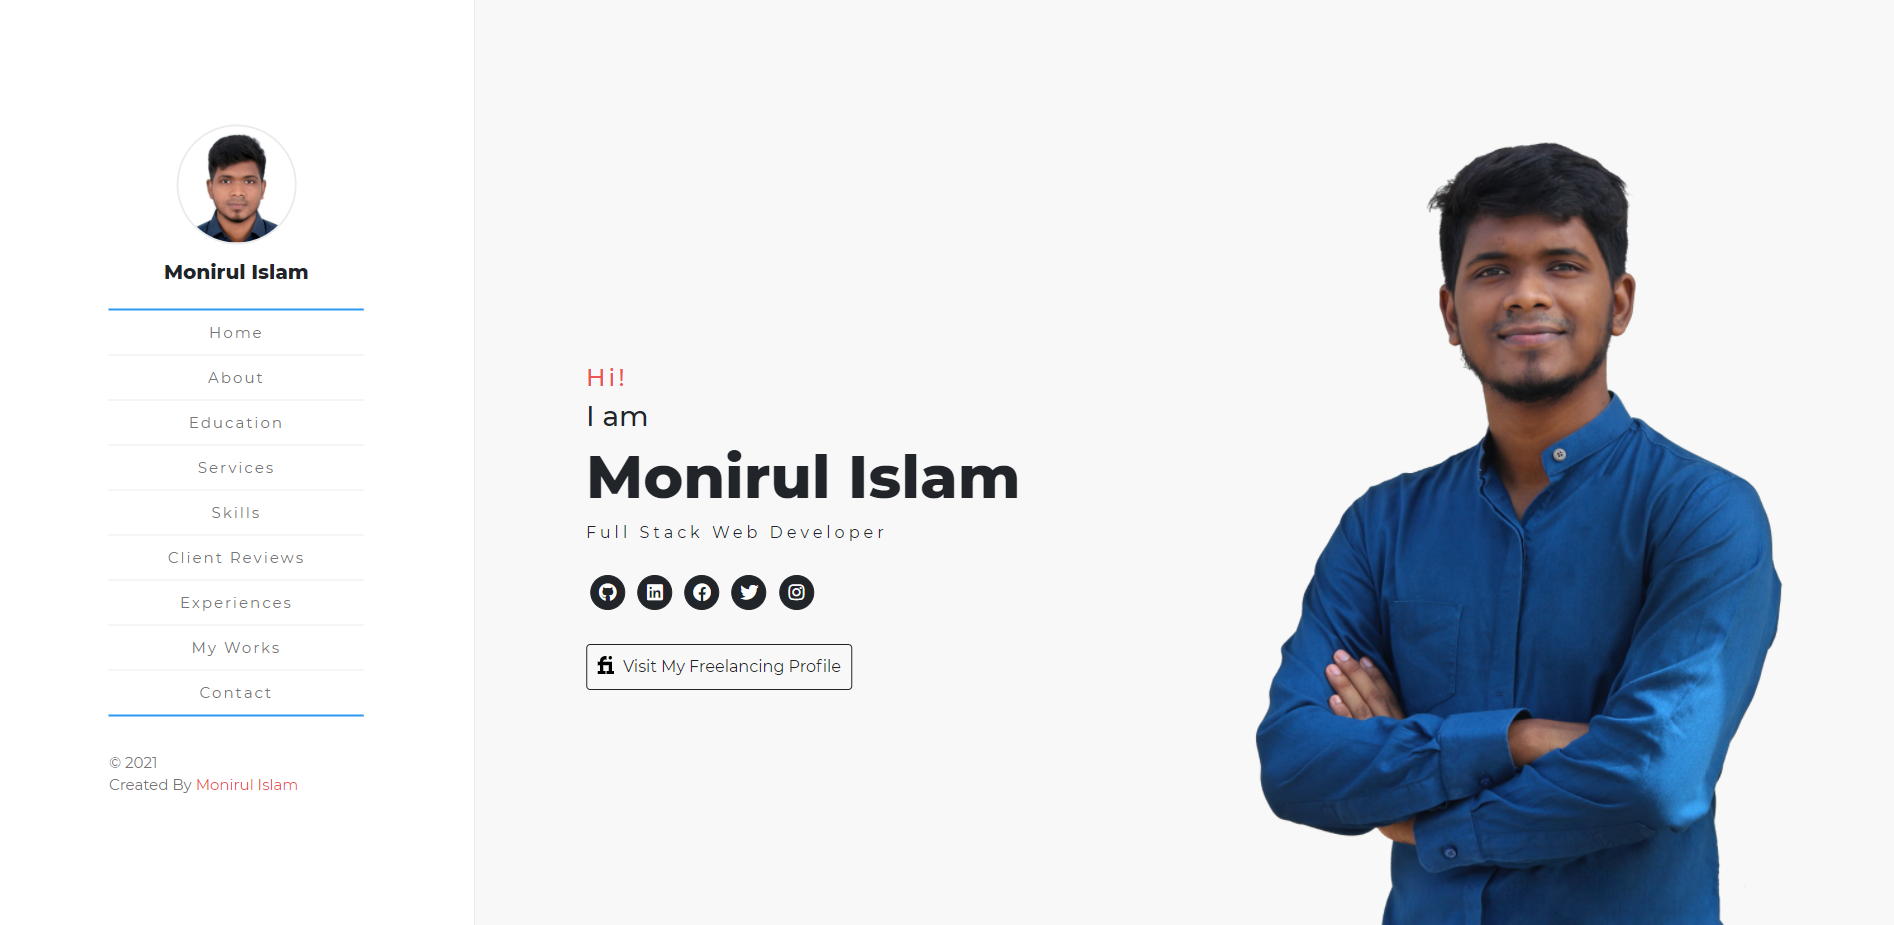 Monirul Islam
Home
About
Education
Services
Skills
Client Reviews
Experiences
My Works
Contact
© 2021
Created By Monirul Islam
Hi!
I am
Monirul Islam
Full Stack Web Developer
fi Visit My Freelancing Profile